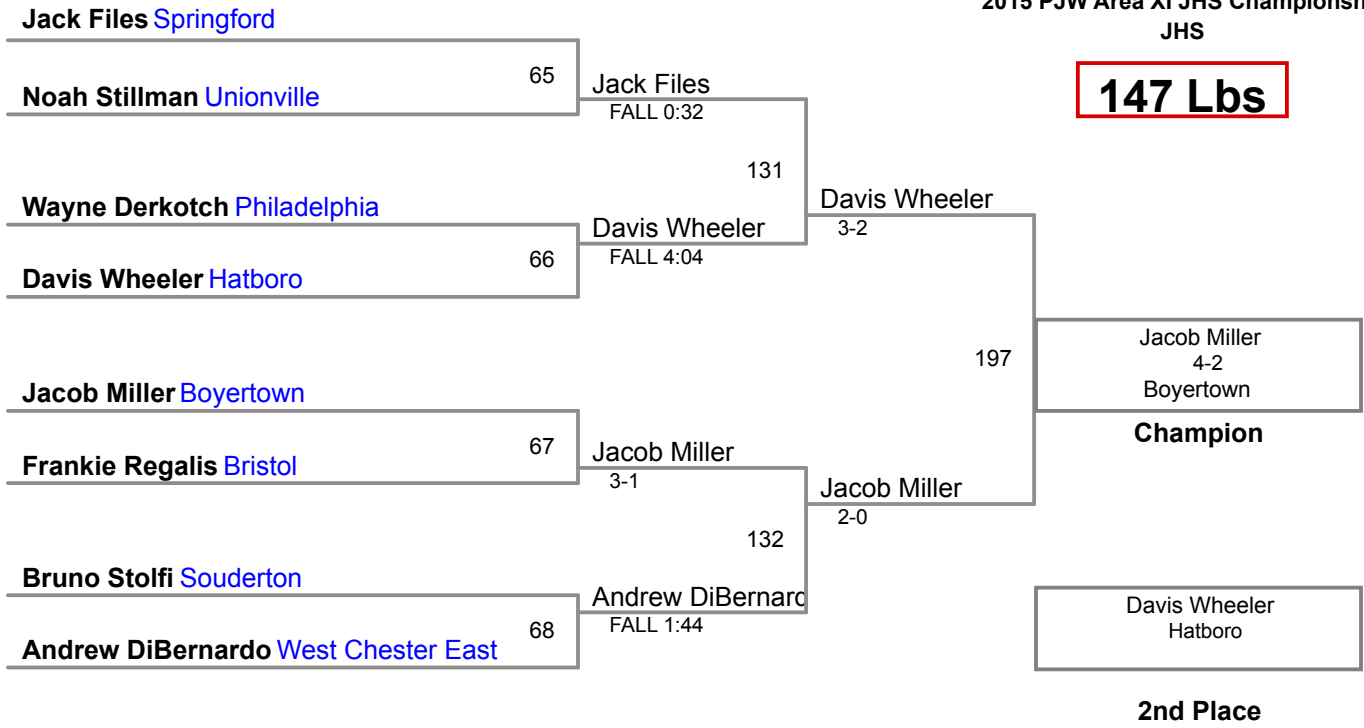 2015 PJW Area XI JHS Championsh
JHS
147 Lbs
Jack Files Springford
65
Noah Stillman Unionville
Jack Files
FALL 0:32
131
Wayne Derkotch Philadelphia
66
Davis Wheeler Hatboro
Davis Wheeler
FALL 4:04
Davis Wheeler
3-2
197
Jacob Miller Boyertown
67
Frankie Regalis Bristol
Jacob Miller
3-1
132
Bruno Stolfi Souderton
68
Andrew DiBernardo West Chester East
Andrew DiBernard
FALL 1:44
Jacob Miller
2-0
Jacob Miller
4-2
Boyertown
Champion
Davis Wheeler
Hatboro
2nd Place